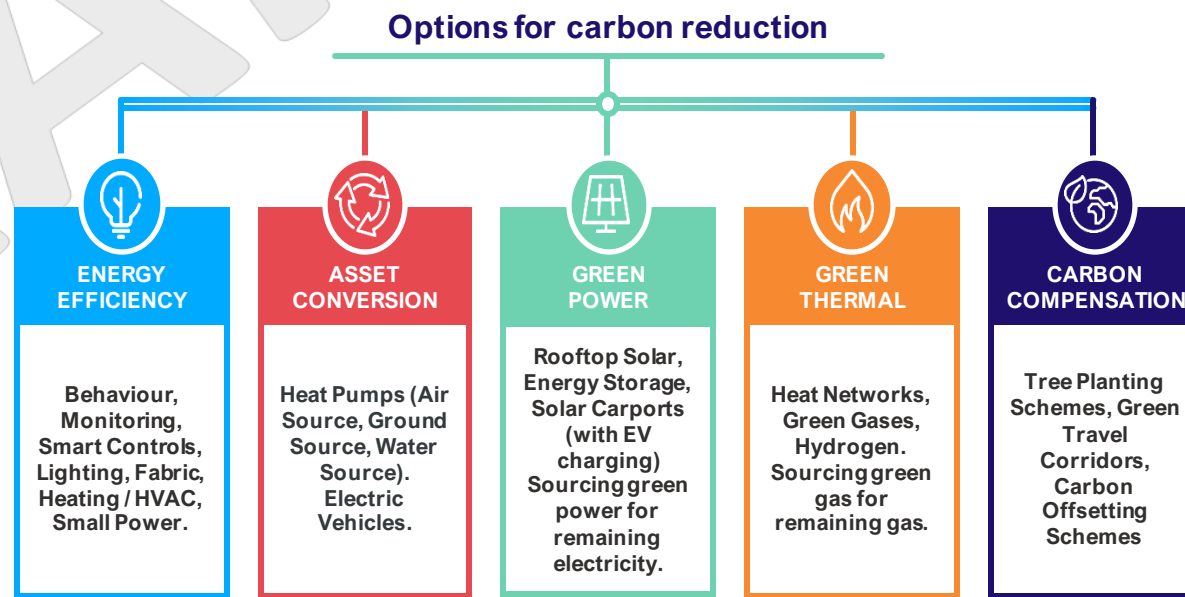 Options for carbon reduction
ENERGY
EFFICIENCY
Behaviour,
Monitoring,
Smart Controls,
Lighting, Fabric,
Heating / HVAC,
Small Power.
ASSET
CONVERSION
Heat Pumps (Air
Source, Ground
Source, Water
Source).
Electric
Vehicles.
GREEN
POWER
Rooftop Solar,
Energy Storage,
Solar Carports
(with EV
charging)
Sourcing green
power for
remaining
electricity.
GREEN
THERMAL
Heat Networks,
Green Gases,
Hydrogen.
Sourcing green
gas for
remaining gas.
CARBON
COMPENSATION
Tree Planting
Schemes, Green
Travel
Corridors,
Carbon
Offsetting
Schemes